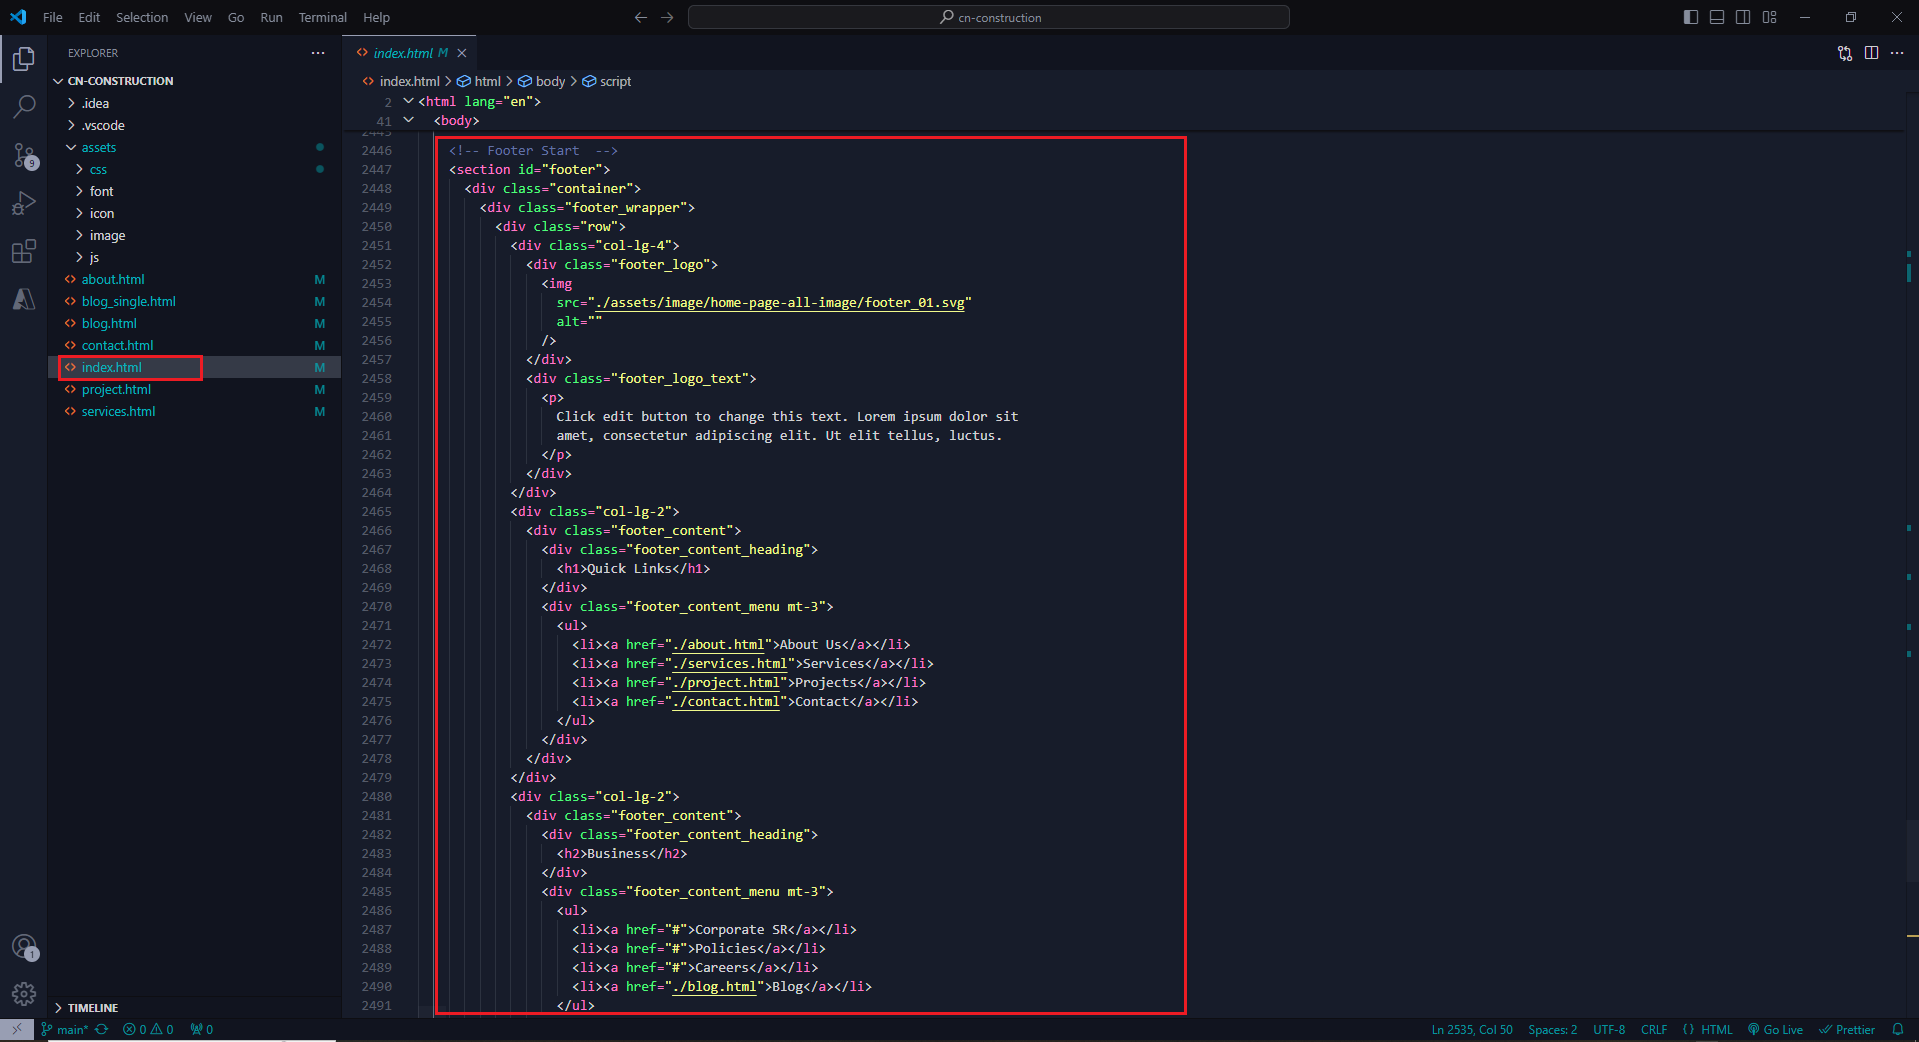 File Edit Selection View Go Run Terminal Help
cn-construction
EXPLORER
CN-CONSTRUCTION
.idea
.vscode
assets
css
font
icon
image
js
about.html M
blog_single.html M
blog.html M
contact.html M
index.html M
project.html M
services.html M
TIMELINE
9
1
index.html M
index.html > html > body > script
2 <html lang="en">
41 <body>
2445
2446 <!-- Footer Start  -->
2447 <section id="footer">
2448 <div class="container">
2449 <div class="footer_wrapper">
2450 <div class="row">
2451 <div class="col-lg-4">
2452 <div class="footer_logo">
2453 <img
2454 src="./assets/image/home-page-all-image/footer_01.svg"
2455 alt=""
2456 />
2457 </div>
2458 <div class="footer_logo_text">
2459 <p>
2460 Click edit button to change this text. Lorem ipsum dolor sit
2461 amet, consectetur adipiscing elit. Ut elit tellus, luctus.
2462 </p>
2463 </div>
2464 </div>
2465 <div class="col-lg-2">
2466 <div class="footer_content">
2467 <div class="footer_content_heading">
2468 <h1>Quick Links</h1>
2469 </div>
2470 <div class="footer_content_menu mt-3">
2471 <ul>
2472 <li><a href="./about.html">About Us</a></li>
2473 <li><a href="./services.html">Services</a></li>
2474 <li><a href="./project.html">Projects</a></li>
2475 <li><a href="./contact.html">Contact</a></li>
2476 </ul>
2477 </div>
2478 </div>
2479 </div>
2480 <div class="col-lg-2">
2481 <div class="footer_content">
2482 <div class="footer_content_heading">
2483 <h2>Business</h2>
2484 </div>
2485 <div class="footer_content_menu mt-3">
2486 <ul>
2487 <li><a href="#">Corporate SR</a></li>
2488 <li><a href="#">Policies</a></li>
2489 <li><a href="#">Careers</a></li>
2490 <li><a href="./blog.html">Blog</a></li>
2491 </ul>
main* 0 0 0 Ln 2535, Col 50 Spaces: 2 UTF-8 CRLF {} HTML Go Live Prettier